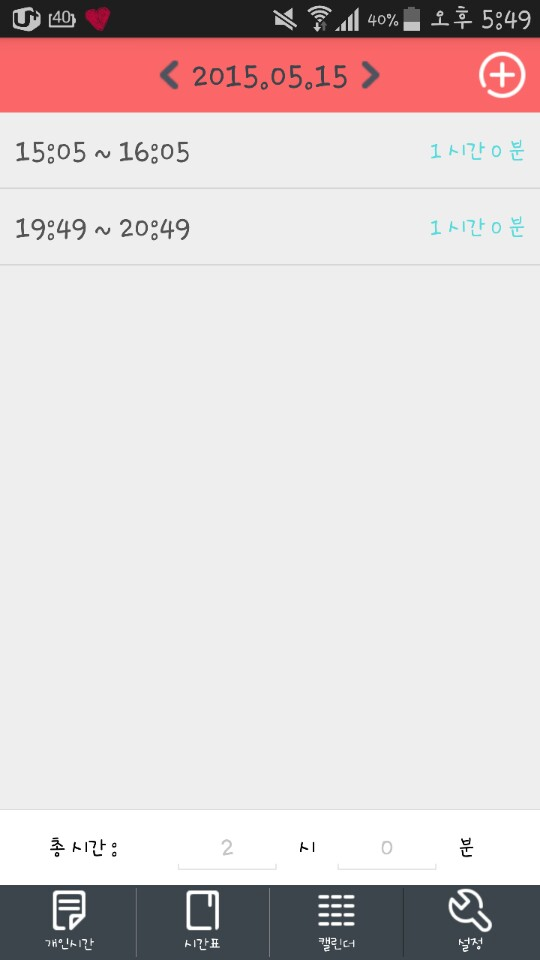 40 40% 오후 5:49
2015.05.15
15:05 ~ 16:05 1 시간 0 분
19:49 ~ 20:49 1 시간 0 분
총 시간 : 2 시 0 분
개인시간 시간표 캘린더 설정